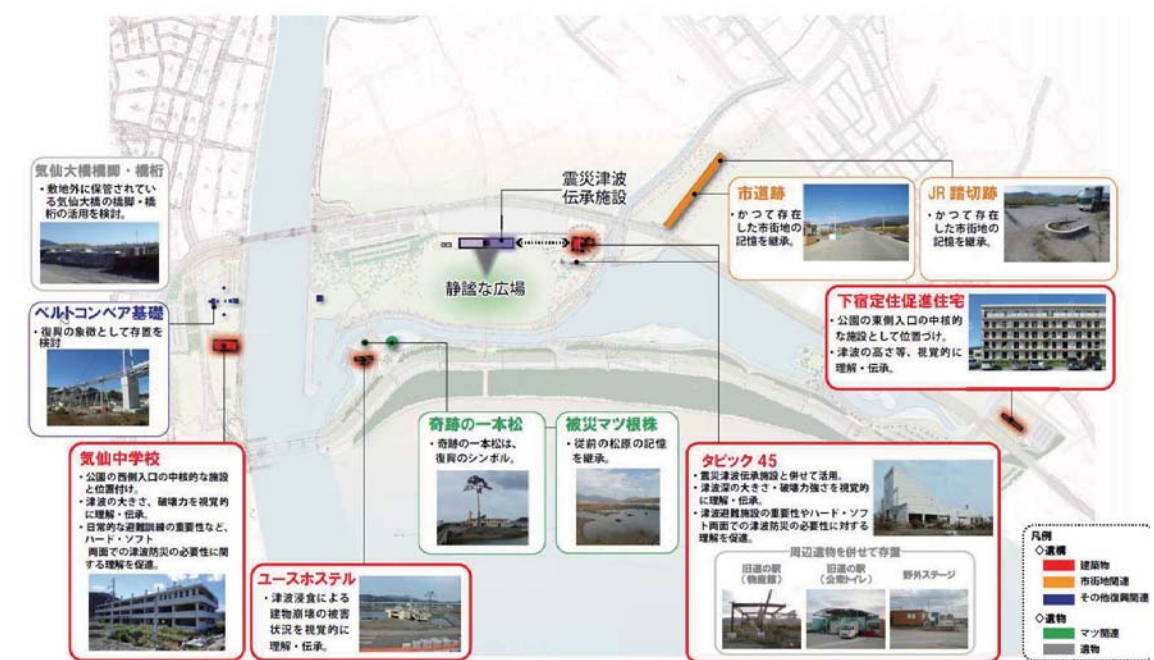 気仙大橋橋脚・橋桁
・敷地外に保管されてい
る気仙大橋の橋脚・橋
桁の活用を検討。
ベルトコンベア基礎
・復興の象徴として存置を
検討
気仙中学校
・公園の西側入口の中核的な施設
と位置付け。
・津波の大きさ、破壊力を視覚的
に理解・伝承。
・日常的な避難訓練の重要性など、
ハード・ソフト
両面での津波防災の必要性に関
する理解を促進。
ユースホステル
・津波浸食による
建物崩壊の被害
状況を視覚的に
理解・伝承。
震災津波
伝承施設
静謐な広場
奇跡の一本松
・奇跡の一本松は、
復興のシンボル。
被災マツ根株
・従前の松原の記憶
を継承。
市道跡
・かつて存在
した市街地の
記憶を継承。
JR 踏切跡
・かつて存在
した市街地の
記憶を継承。
下宿定住促進住宅
・公園の東側入口の中核的
な施設として位置づけ。
・津波の高さ等、視覚的に
理解・伝承。
タピック 45
・震災津波伝承施設と併せて活用。
・津波深の大きさ・破壊力強さを視覚的
に理解・伝承。
・津波避難施設の重要性やハード・ソフ
ト両面での津波防災の必要性に対する
理解を促進。
周辺遺物を併せて存置
旧道の駅
（物産館）
旧道の駅
（公衆トイレ）
野外ステージ
凡例
◇遺構
建築物
市街地関連
その他復興関連
◇遺物
マツ関連
遺物